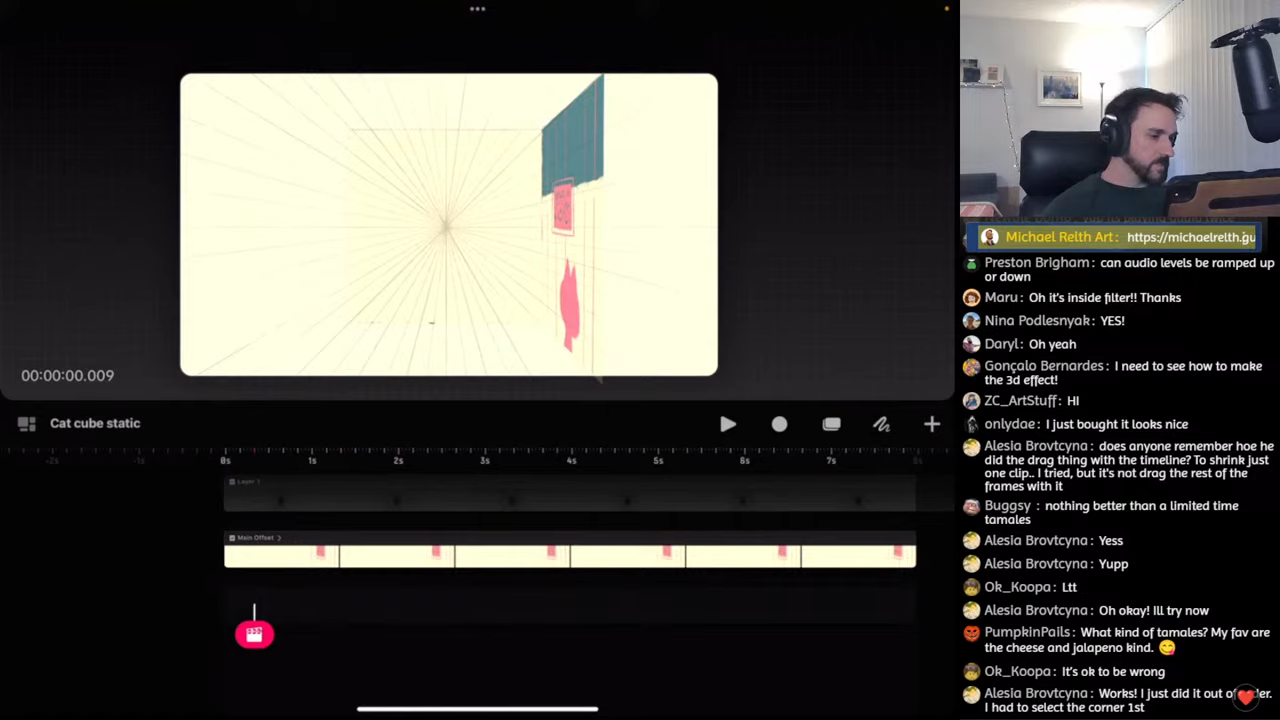 00:00:00.009
Cat cube static
-2s
-1s
0s
1s
2s
3s
4s
5s
6s
7s
8s
Layer 1
Main Offset >
Michael Relth Art: https://michaelrelth.gu
Preston Brigham: can audio levels be ramped up
or down
Maru: Oh it's inside filter!! Thanks
Nina Podlesnyak: YES!
Daryl: Oh yeah
Gonçalo Bernardes: I need to see how to make
the 3d effect!
ZC_ArtStuff: HI
onlydae: I just bought it looks nice
Alesia Brovtcyna: does anyone remember hoe he
did the drag thing with the timeline? To shrink just
one clip.. I tried, but it's not drag the rest of the
frames with it
Buggsy : nothing better than a limited time
tamales
Alesia Brovtcyna: Yess
Alesia Brovtcyna: Yupp
Ok_Koopa: Ltt
Alesia Brovtcyna: Oh okay! Ill try now
PumpkinPails: What kind of tamales? My fav are
the cheese and jalapeno kind. 😋
Ok_Koopa: It's ok to be wrong
Alesia Brovtcyna: Works! I just did it out of
I had to select the corner 1st